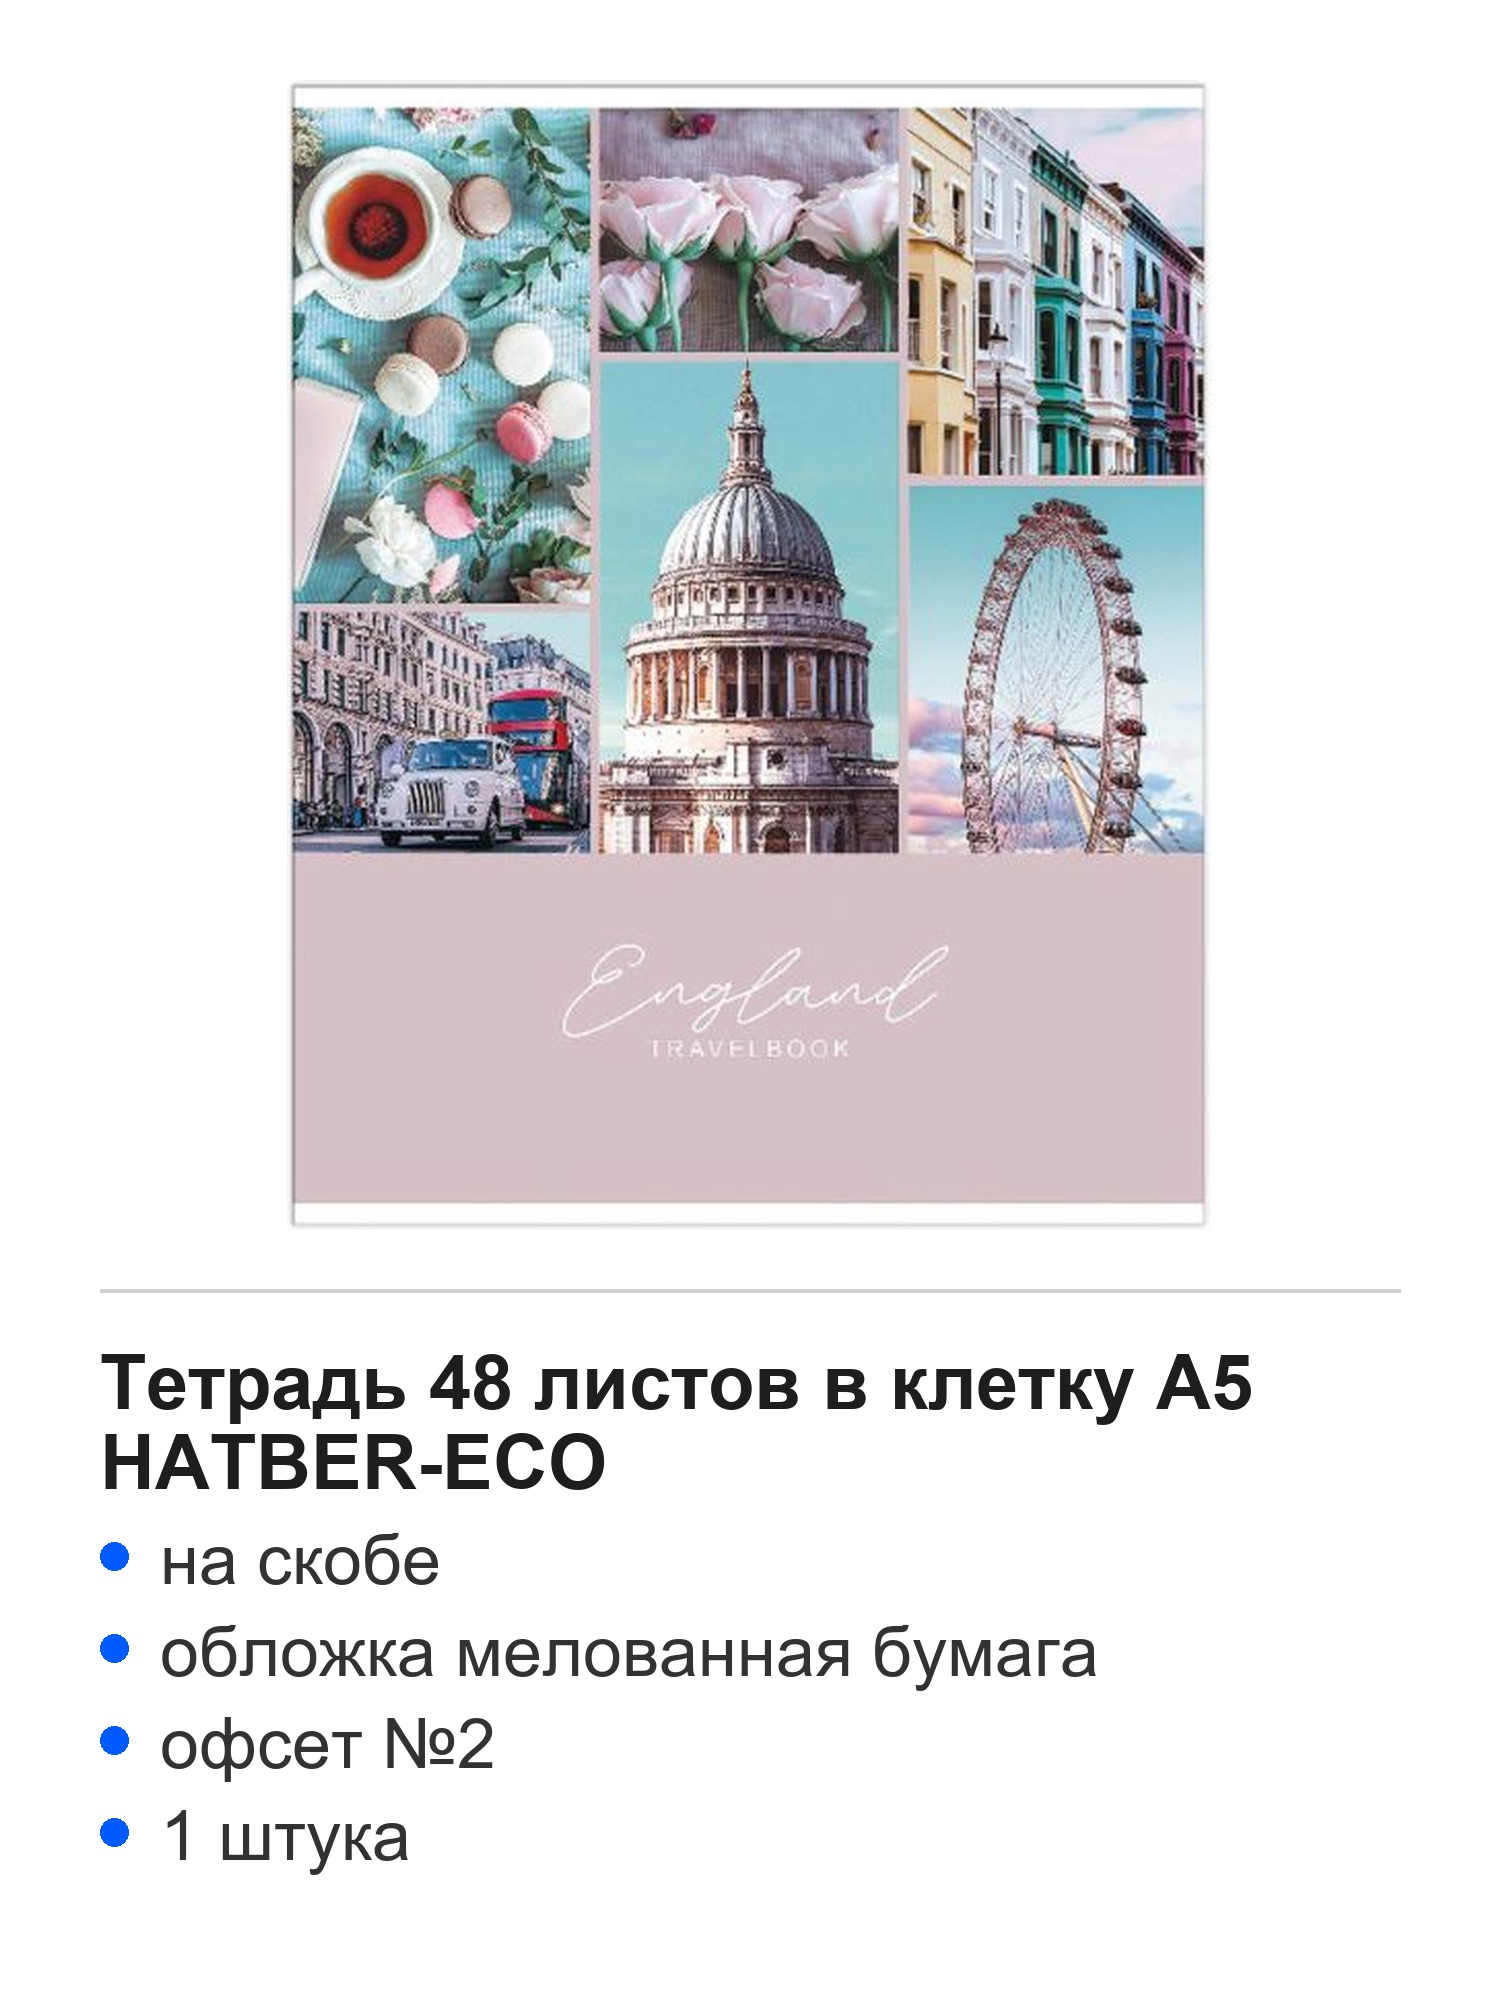 England
TRAVELBOOK
Тетрадь 48 листов в клетку А5
HATBER-ECO
на скобе
обложка мелованная бумага
офсет №2
1 штука